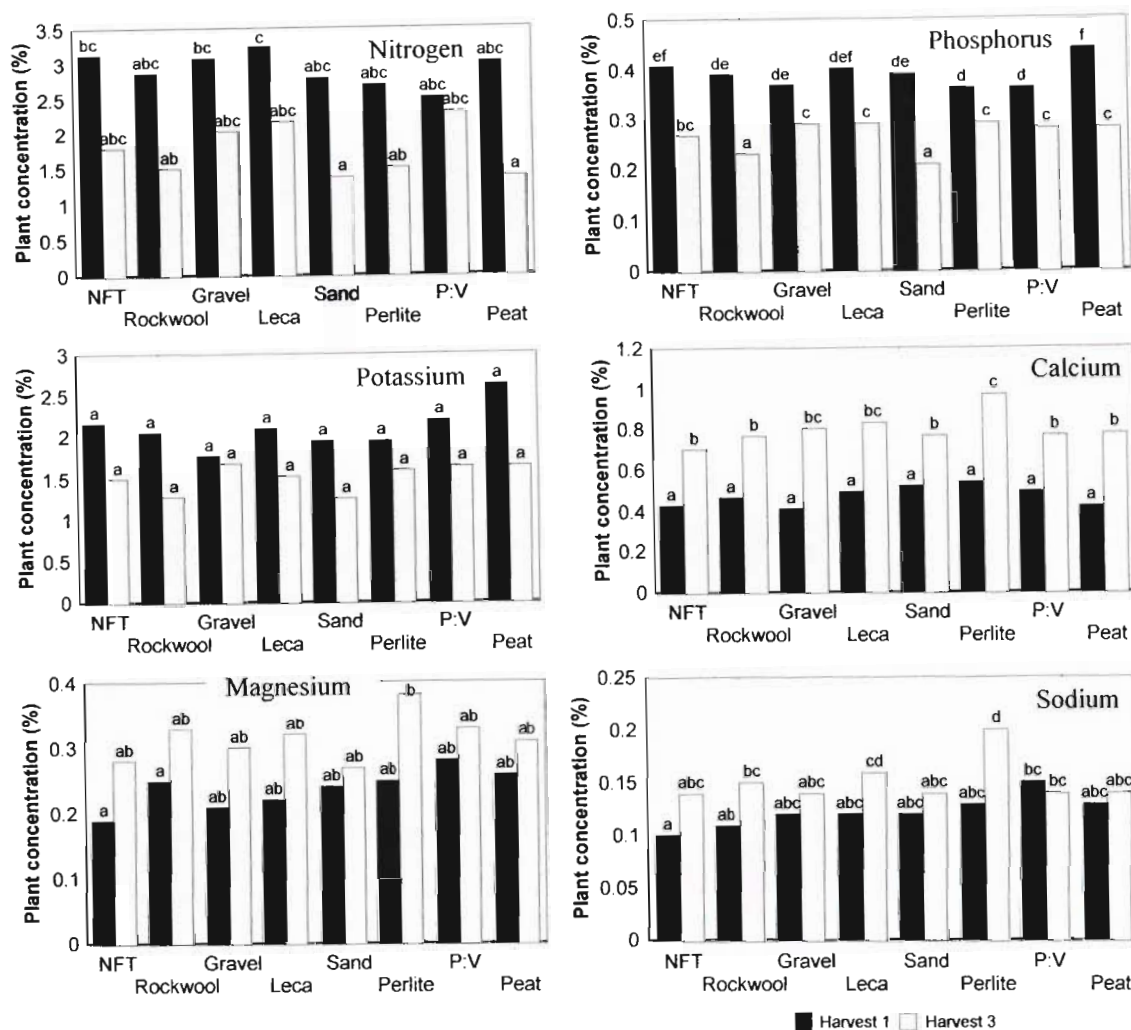 Nitrogen
Plant concentration (%)
3.5
3
2.5
2
1.5
1
0.5
0
bc abc bc c abc abc abc abc
abc ab abc abc a ab abc a
NFT Gravel Sand P:V
Rockwool Leca Perlite Peat
Phosphorus
Plant concentration (%)
0.5
0.4
0.3
0.2
0.1
0
ef de de def de d d f
bc a c c a c c c
NFT Gravel Sand P:V
Rockwool Leca Perlite Peat
Potassium
Plant concentration (%)
3
2.5
2
1.5
1
0.5
0
a a a a a a a a
a a a a a a a a
NFT Gravel Sand P:V
Rockwool Leca Perlite Peat
Calcium
Plant concentration (%)
1.2
1
0.8
0.6
0.4
0.2
0
a a a a a a a a
b b bc bc b c b b
NFT Gravel Sand P:V
Rockwool Leca Perlite Peat
Magnesium
Plant concentration (%)
0.4
0.3
0.2
0.1
0
a a ab ab ab ab ab ab
ab ab ab ab ab b ab ab
NFT Gravel Sand P:V
Rockwool Leca Perlite Peat
Sodium
Plant concentration (%)
0.25
0.2
0.15
0.1
0.05
0
a ab abc abc abc abc bc abc
abc bc abc cd abc d bc abc
NFT Gravel Sand P:V
Rockwool Leca Perlite Peat
Harvest 1 Harvest 3